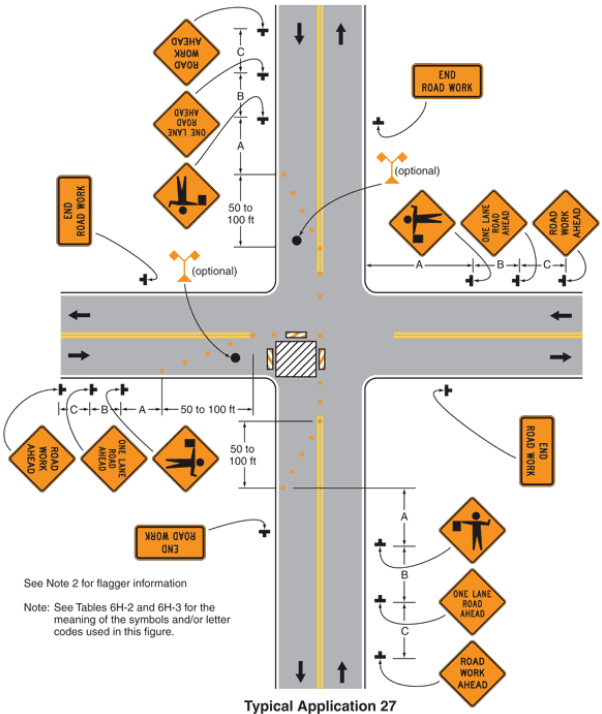 ROAD
WORK
AHEAD
C
END
ROAD WORK
B
ONE LANE
ROAD
AHEAD
A
(optional)
50 to
100 ft
END
ROAD WORK
ONE LANE
ROAD
AHEAD
ROAD
WORK
AHEAD
(optional)
A
B
C
C
B
A
50 to 100 ft
ROAD
WORK
AHEAD
ONE LANE
ROAD
AHEAD
END
ROAD WORK
50 to
100 ft
END
ROAD WORK
A
B
ONE LANE
ROAD
AHEAD
C
ROAD
WORK
AHEAD
See Note 2 for flagger information
Note: See Tables 6H-2 and 6H-3 for the
meaning of the symbols and/or letter
codes used in this figure.
Typical Application 27